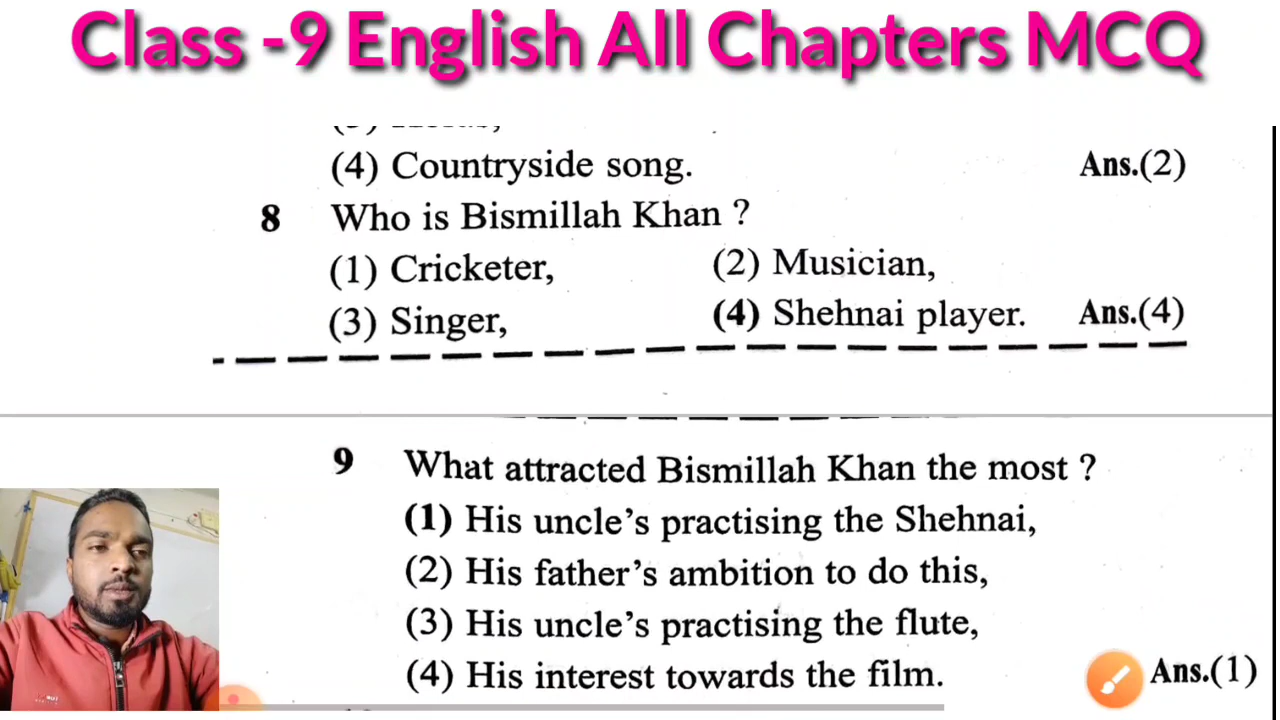 Class -9 English All Chapters MCQ
(4) Countryside song. Ans.(2)
8 Who is Bismillah Khan ?
(1) Cricketer, (2) Musician,
(3) Singer, (4) Shehnai player. Ans.(4)
9 What attracted Bismillah Khan the most ?
(1) His uncle's practising the Shehnai,
(2) His father's ambition to do this,
(3) His uncle's practising the flute,
(4) His interest towards the film. Ans.(1)